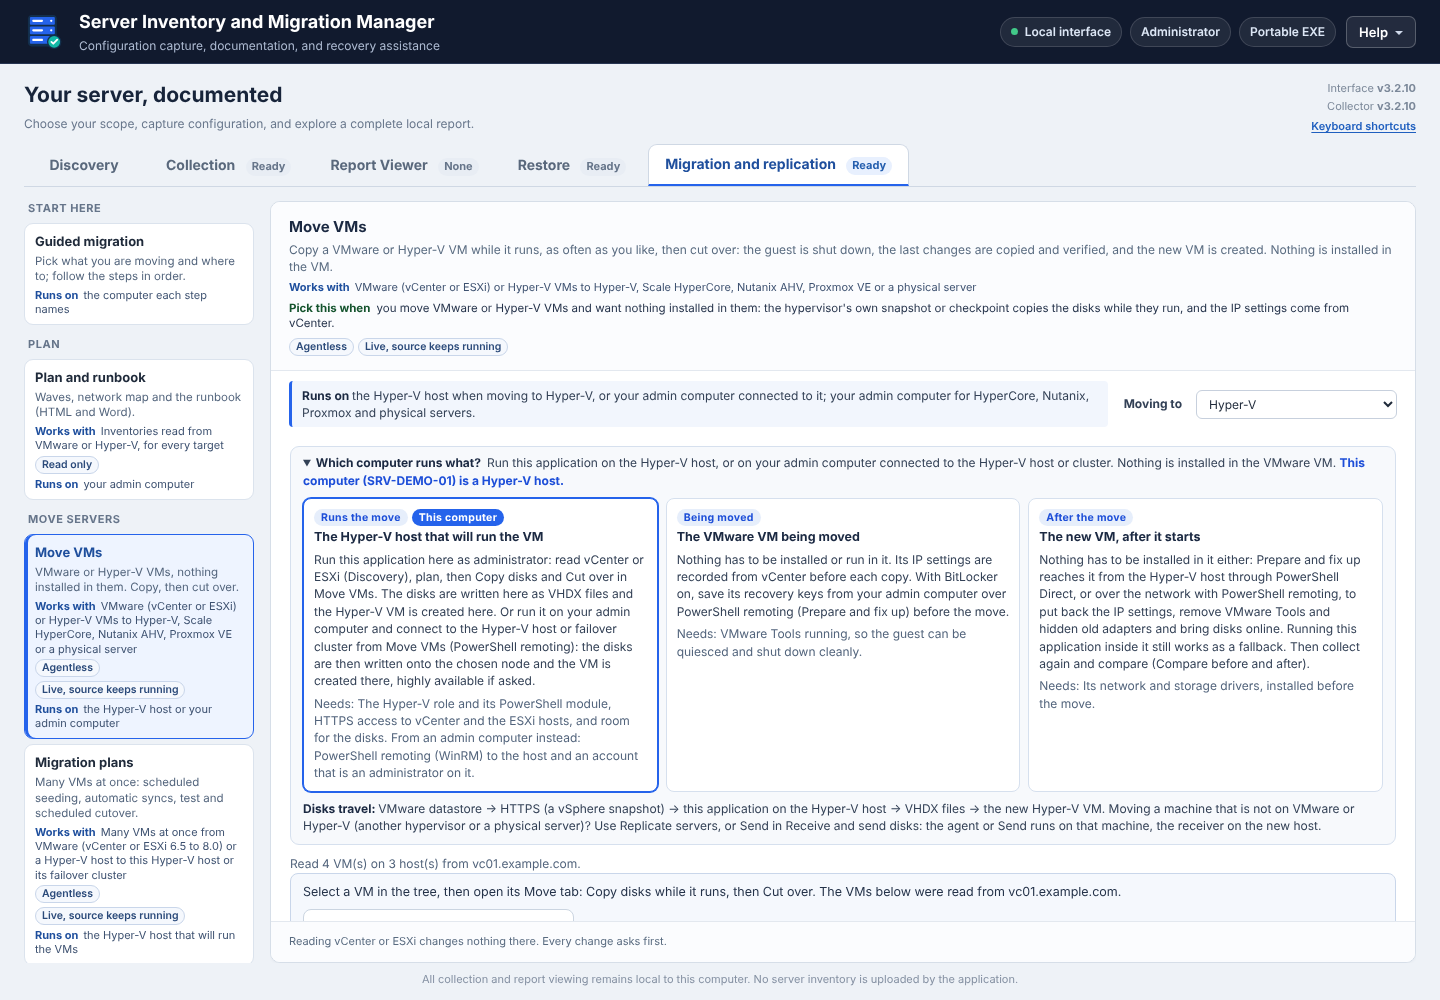 Server Inventory and Migration Manager
Configuration capture, documentation, and recovery assistance
Local interface
Administrator
Portable EXE
Help
Your server, documented
Choose your scope, capture configuration, and explore a complete local report.
Interface v3.2.10
Collector v3.2.10
Keyboard shortcuts
Discovery
Collection Ready
Report Viewer None
Restore Ready
Migration and replication Ready
START HERE
Guided migration
Pick what you are moving and where
to; follow the steps in order.
Runs on the computer each step
names
PLAN
Plan and runbook
Waves, network map and the runbook
(HTML and Word).
Works with Inventories read from
VMware or Hyper-V, for every target
Read only
Runs on your admin computer
MOVE SERVERS
Move VMs
VMware or Hyper-V VMs, nothing
installed in them. Copy, then cut over.
Works with VMware (vCenter or ESXi)
or Hyper-V VMs to Hyper-V, Scale
HyperCore, Nutanix AHV, Proxmox VE
or a physical server
Agentless
Live, source keeps running
Runs on the Hyper-V host or your
admin computer
Migration plans
Many VMs at once: scheduled
seeding, automatic syncs, test and
scheduled cutover.
Works with Many VMs at once from
VMware (vCenter or ESXi 6.5 to 8.0) or
a Hyper-V host to this Hyper-V host or
its failover cluster
Agentless
Live, source keeps running
Runs on the Hyper-V host that will run
the VMs
Move VMs
Copy a VMware or Hyper-V VM while it runs, as often as you like, then cut over: the guest is shut down, the last changes are copied and verified, and the new VM is created. Nothing is installed in
the VM.
Works with VMware (vCenter or ESXi) or Hyper-V VMs to Hyper-V, Scale HyperCore, Nutanix AHV, Proxmox VE or a physical server
Pick this when you move VMware or Hyper-V VMs and want nothing installed in them: the hypervisor's own snapshot or checkpoint copies the disks while they run, and the IP settings come from
vCenter.
Agentless
Live, source keeps running
Runs on the Hyper-V host when moving to Hyper-V, or your admin computer connected to it; your admin computer for HyperCore, Nutanix,
Proxmox and physical servers.
Moving to
Hyper-V
Which computer runs what? Run this application on the Hyper-V host, or on your admin computer connected to the Hyper-V host or cluster. Nothing is installed in the VMware VM. This
computer (SRV-DEMO-01) is a Hyper-V host.
Runs the move This computer
The Hyper-V host that will run the VM
Run this application here as administrator: read vCenter or
ESXi (Discovery), plan, then Copy disks and Cut over in
Move VMs. The disks are written here as VHDX files and
the Hyper-V VM is created here. Or run it on your admin
computer and connect to the Hyper-V host or failover
cluster from Move VMs (PowerShell remoting): the disks
are then written onto the chosen node and the VM is
created there, highly available if asked.
Needs: The Hyper-V role and its PowerShell module,
HTTPS access to vCenter and the ESXi hosts, and room
for the disks. From an admin computer instead:
PowerShell remoting (WinRM) to the host and an account
that is an administrator on it.
Being moved
The VMware VM being moved
Nothing has to be installed or run in it. Its IP settings are
recorded from vCenter before each copy. With BitLocker
on, save its recovery keys from your admin computer over
PowerShell remoting (Prepare and fix up) before the move.
Needs: VMware Tools running, so the guest can be
quiesced and shut down cleanly.
After the move
The new VM, after it starts
Nothing has to be installed in it either: Prepare and fix up
reaches it from the Hyper-V host through PowerShell
Direct, or over the network with PowerShell remoting, to
put back the IP settings, remove VMware Tools and
hidden old adapters and bring disks online. Running this
application inside it still works as a fallback. Then collect
again and compare (Compare before and after).
Needs: Its network and storage drivers, installed before
the move.
Disks travel: VMware datastore → HTTPS (a vSphere snapshot) → this application on the Hyper-V host → VHDX files → the new Hyper-V VM. Moving a machine that is not on VMware or
Hyper-V (another hypervisor or a physical server)? Use Replicate servers, or Send in Receive and send disks: the agent or Send runs on that machine, the receiver on the new host.
Read 4 VM(s) on 3 host(s) from vc01.example.com.
Select a VM in the tree, then open its Move tab: Copy disks while it runs, then Cut over. The VMs below were read from vc01.example.com.
Reading vCenter or ESXi changes nothing there. Every change asks first.
All collection and report viewing remains local to this computer. No server inventory is uploaded by the application.